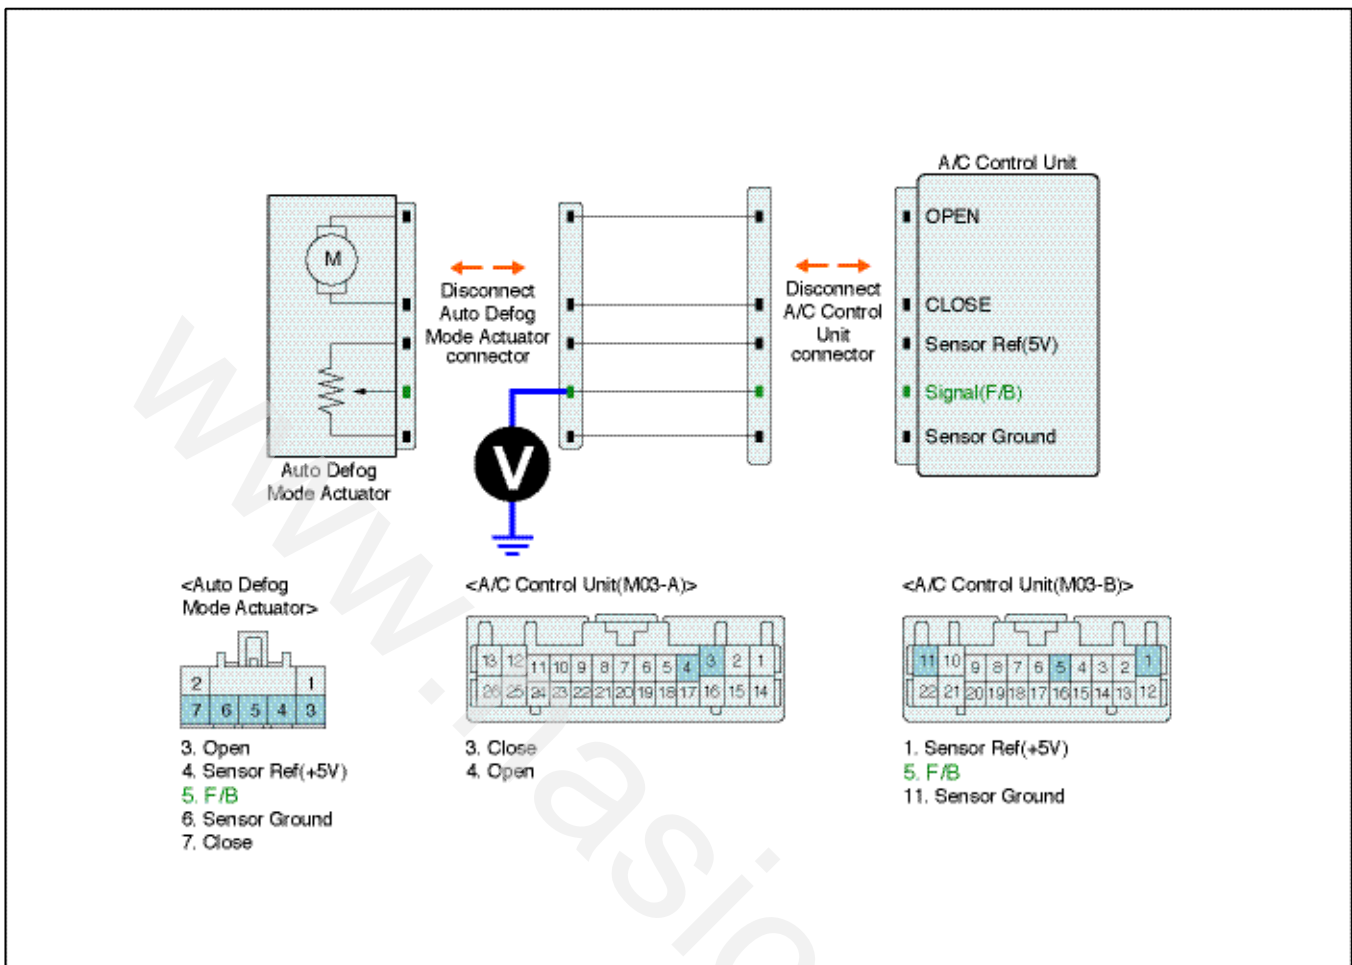 A/C Control Unit
OPEN
CLOSE
Sensor Ref(5V)
Signal(F/B)
Sensor Ground
M
Disconnect
Auto Defog
Mode Actuator
connector
Disconnect
A/C Control
Unit
connector
V
Auto Defog
Mode Actuator
<Auto Defog
Mode Actuator>
2 1
7 6 5 4 3
3. Open
4. Sensor Ref(+5V)
5. F/B
6. Sensor Ground
7. Close
<A/C Control Unit(M03-A)>
13 12 11 10 9 8 7 6 5 4 3 2 1
26 25 24 23 22 21 20 19 18 17 16 15 14
3. Close
4. Open
<A/C Control Unit(M03-B)>
11 10 9 8 7 6 5 4 3 2 1
22 21 20 19 18 17 16 15 14 13 12
1. Sensor Ref(+5V)
5. F/B
11. Sensor Ground